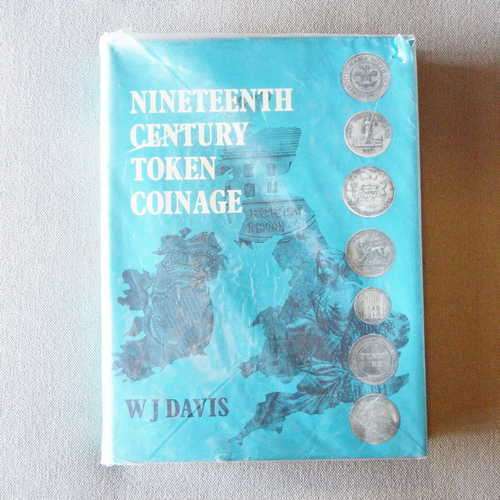 NINETEENTH
CENTURY
TOKEN
COINAGE
W J DAVIS